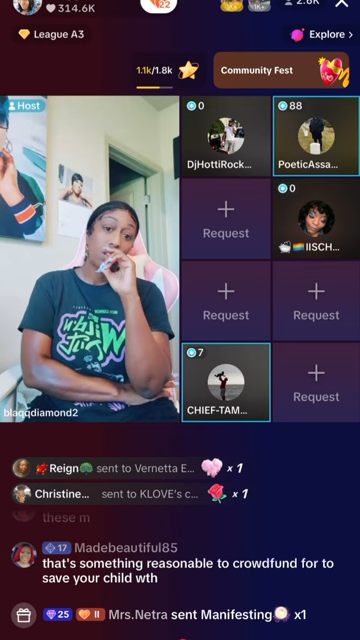 314.6K
22
2.8K
League A3
Explore >
1.1k/1.8k
Community Fest
Host
0
DjHottiRock...
88
PoeticAssa...
Request
0
IISCH...
Request
Request
7
CHIEF-TAM...
Request
blaqqdiamond2
Reign sent to Vernetta E... x 1
Christine... sent to KLOVE's c... x 1
these m
17 Madebeautiful85
that's something reasonable to crowdfund for to
save your child wth
25 II Mrs.Netra sent Manifesting x1